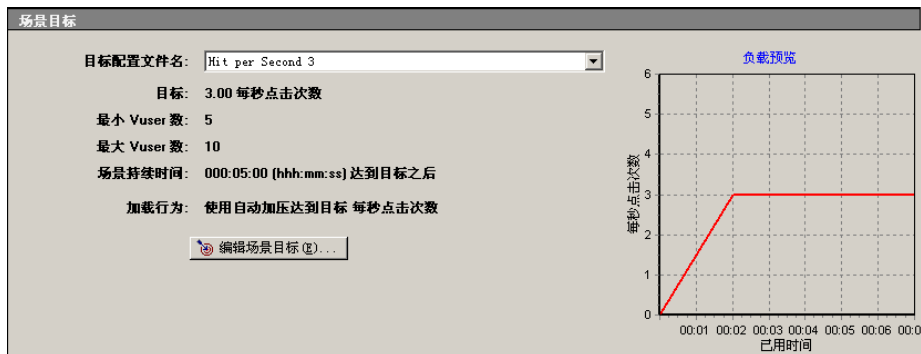 场景目标
目标配置文件名: Hit per Second 3
目标: 3.00 每秒点击次数
最小 Vuser 数: 5
最大 Vuser 数: 10
场景持续时间: 000:05:00 (hhh:mm:ss) 达到目标之后
加载行为: 使用自动加压达到目标 每秒点击次数
编辑场景目标(E)...
负载预览
每秒点击次数
6
5
4
3
2
1
0
00:01 00:02 00:03 00:04 00:05 00:06 00:0
已用时间